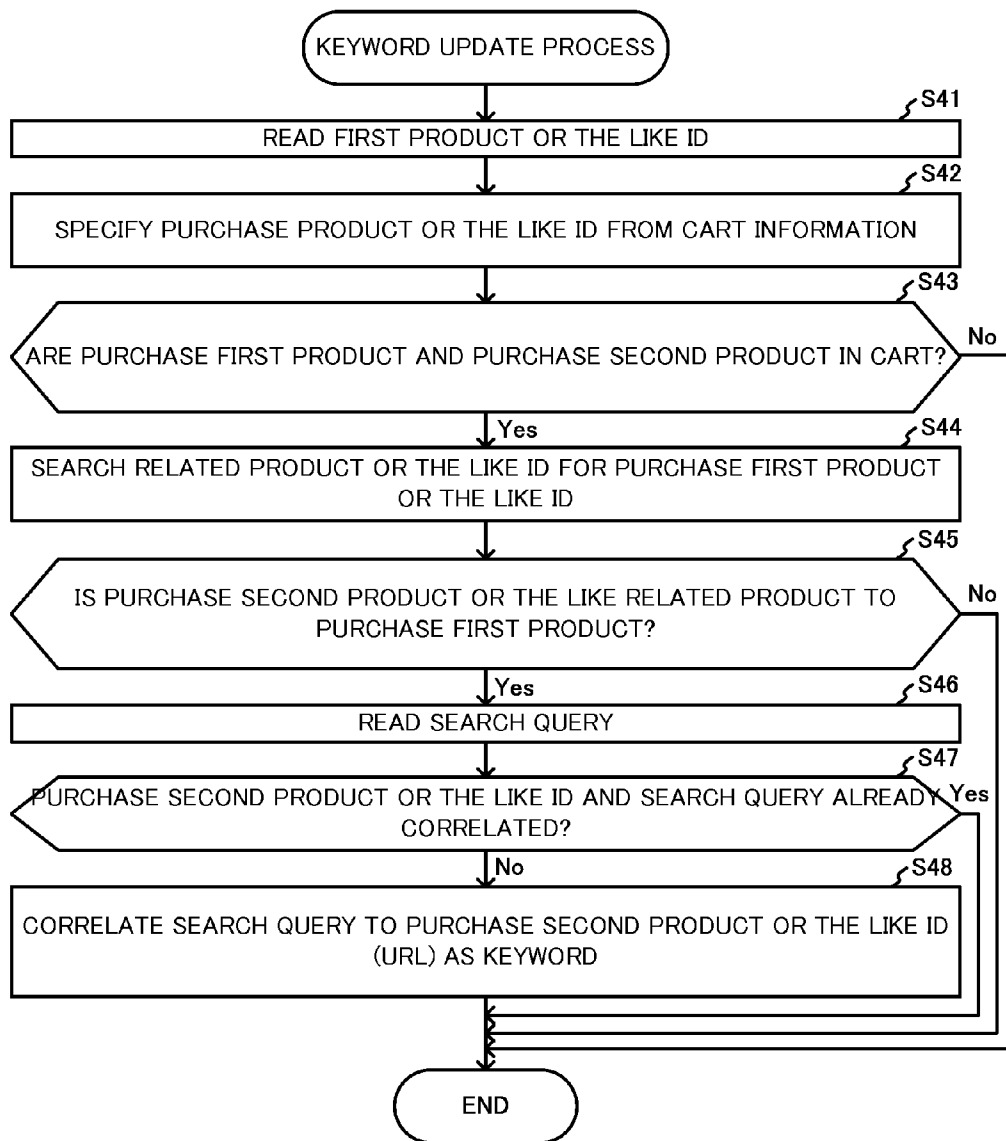 KEYWORD UPDATE PROCESS
S41
READ FIRST PRODUCT OR THE LIKE ID
S42
SPECIFY PURCHASE PRODUCT OR THE LIKE ID FROM CART INFORMATION
S43
ARE PURCHASE FIRST PRODUCT AND PURCHASE SECOND PRODUCT IN CART?
No
Yes
S44
SEARCH RELATED PRODUCT OR THE LIKE ID FOR PURCHASE FIRST PRODUCT
OR THE LIKE ID
S45
IS PURCHASE SECOND PRODUCT OR THE LIKE RELATED PRODUCT TO
PURCHASE FIRST PRODUCT?
No
Yes
S46
READ SEARCH QUERY
S47
PURCHASE SECOND PRODUCT OR THE LIKE ID AND SEARCH QUERY ALREADY
CORRELATED?
Yes
No
S48
CORRELATE SEARCH QUERY TO PURCHASE SECOND PRODUCT OR THE LIKE ID
(URL) AS KEYWORD
END